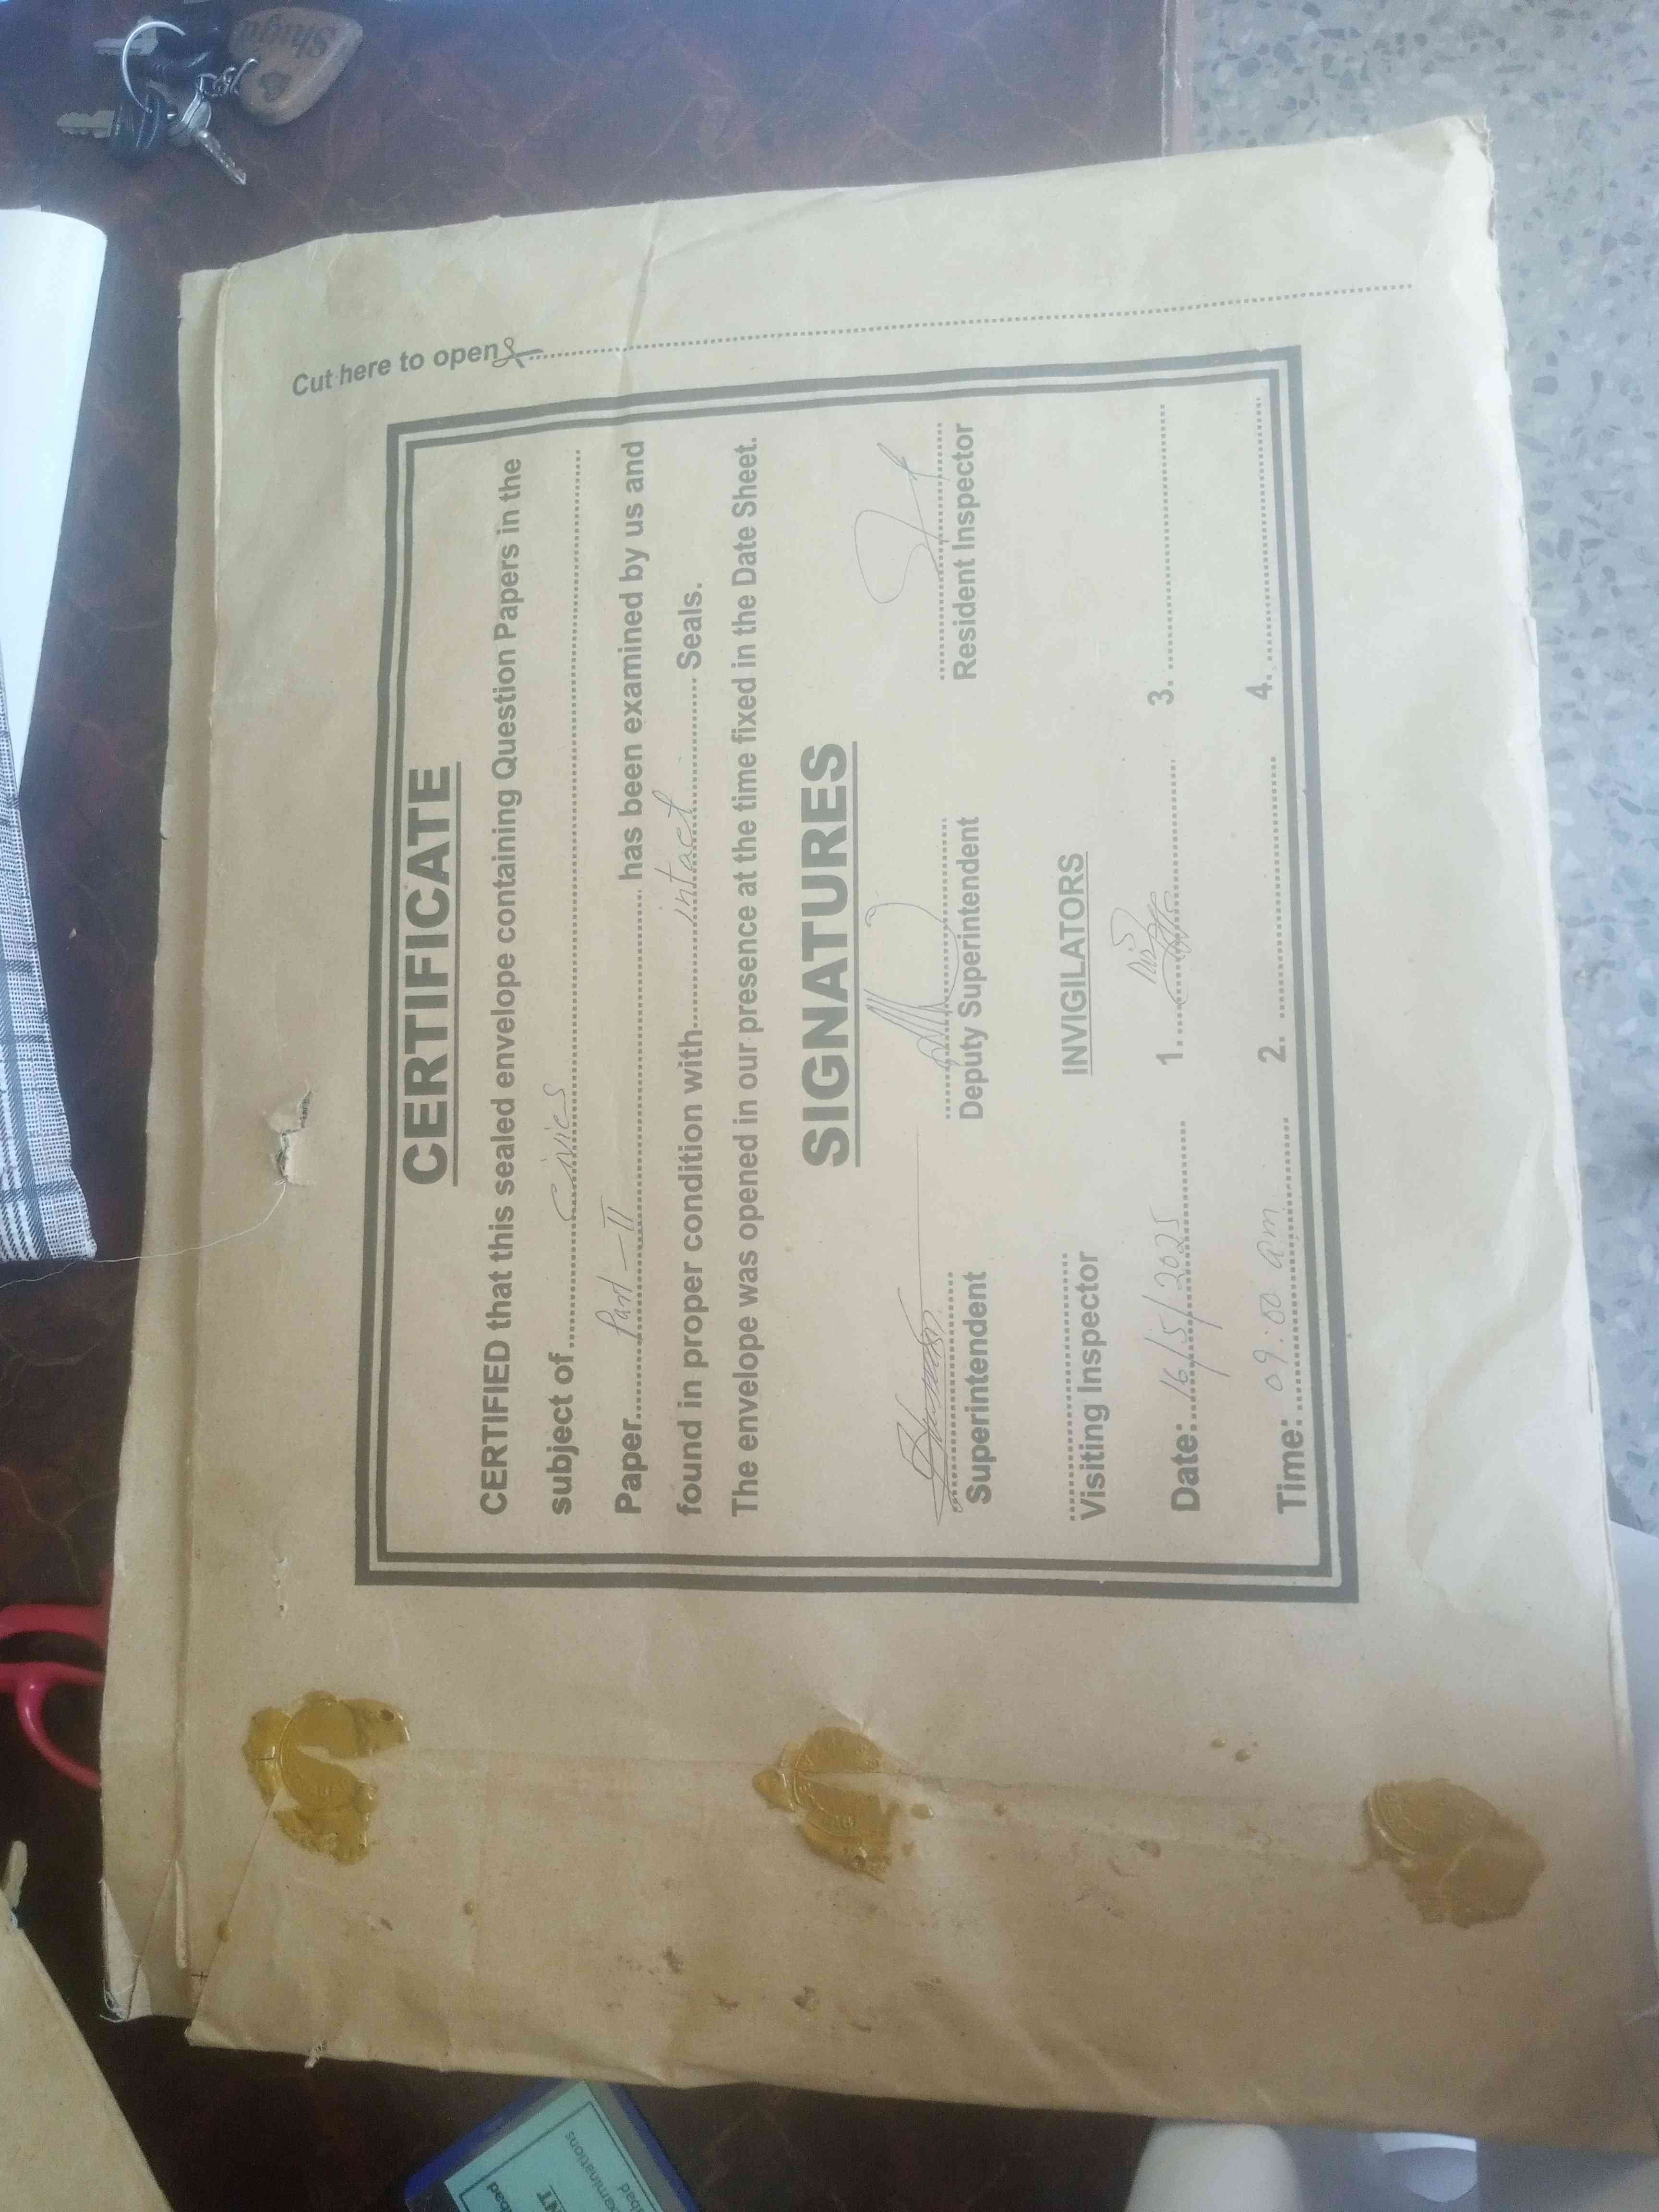 Cut here to open
CERTIFICATE
CERTIFIED that this sealed envelope containing Question Papers in the
subject of......Civics......
Paper......Part-II...... has been examined by us and
found in proper condition with......intact......Seals.
The envelope was opened in our presence at the time fixed in the Date Sheet.
SIGNATURES
Superintendent
Deputy Superintendent
Resident Inspector
Visiting Inspector
INVIGILATORS
Date:...16/5/2025......
1.
3.
Time:...09:00 am......
2.
4.